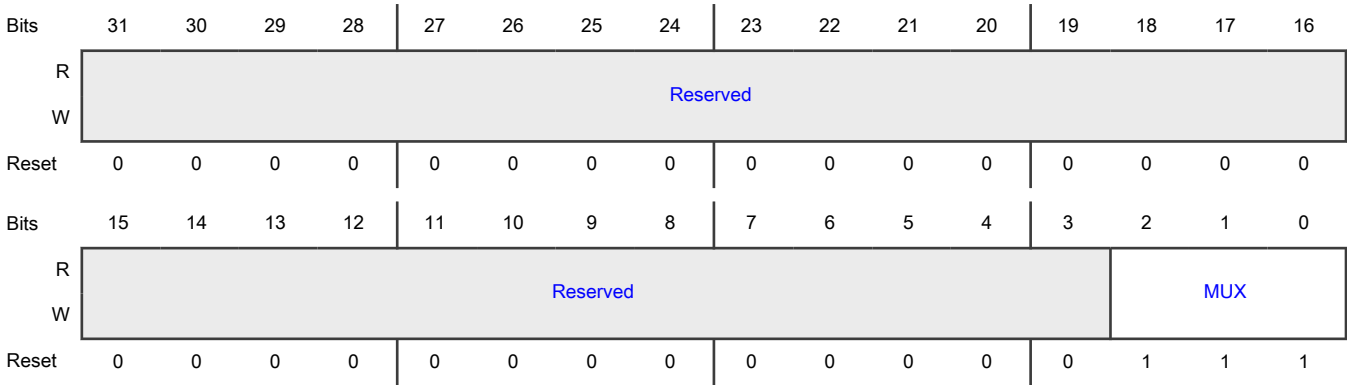 Bits 31 30 29 28 27 26 25 24 23 22 21 20 19 18 17 16
R
Reserved
W
Reset 0 0 0 0 0 0 0 0 0 0 0 0 0 0 0 0
Bits 15 14 13 12 11 10 9 8 7 6 5 4 3 2 1 0
R
Reserved MUX
W
Reset 0 0 0 0 0 0 0 0 0 0 0 0 0 1 1 1